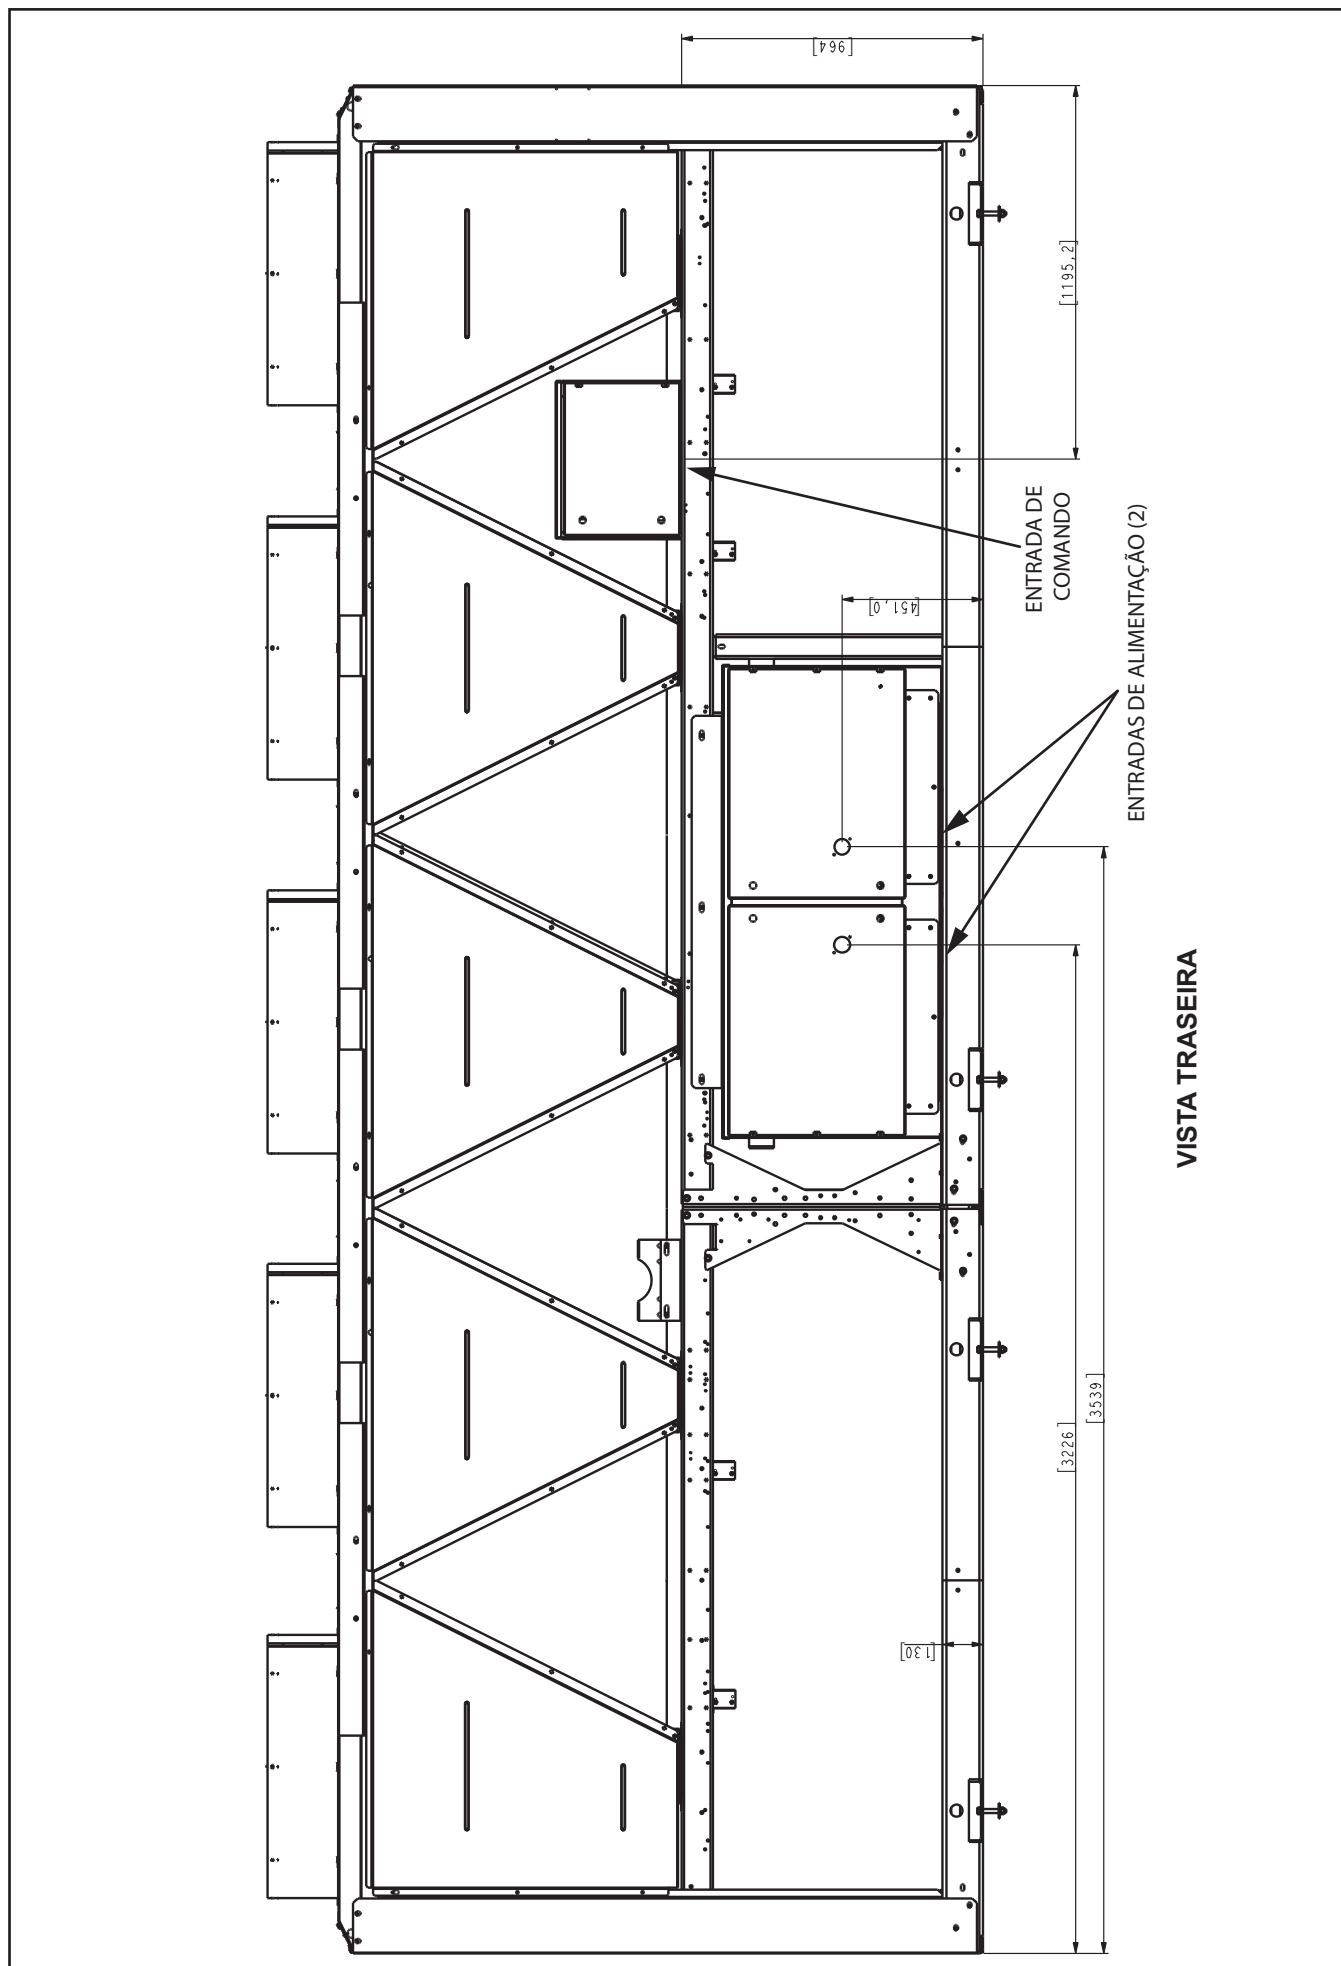 [964]
[1195,2]
ENTRADA DE
COMANDO
[451,0]
ENTRADAS DE ALIMENTAÇÃO (2)
[3539]
[3226]
[130]
VISTA TRASEIRA